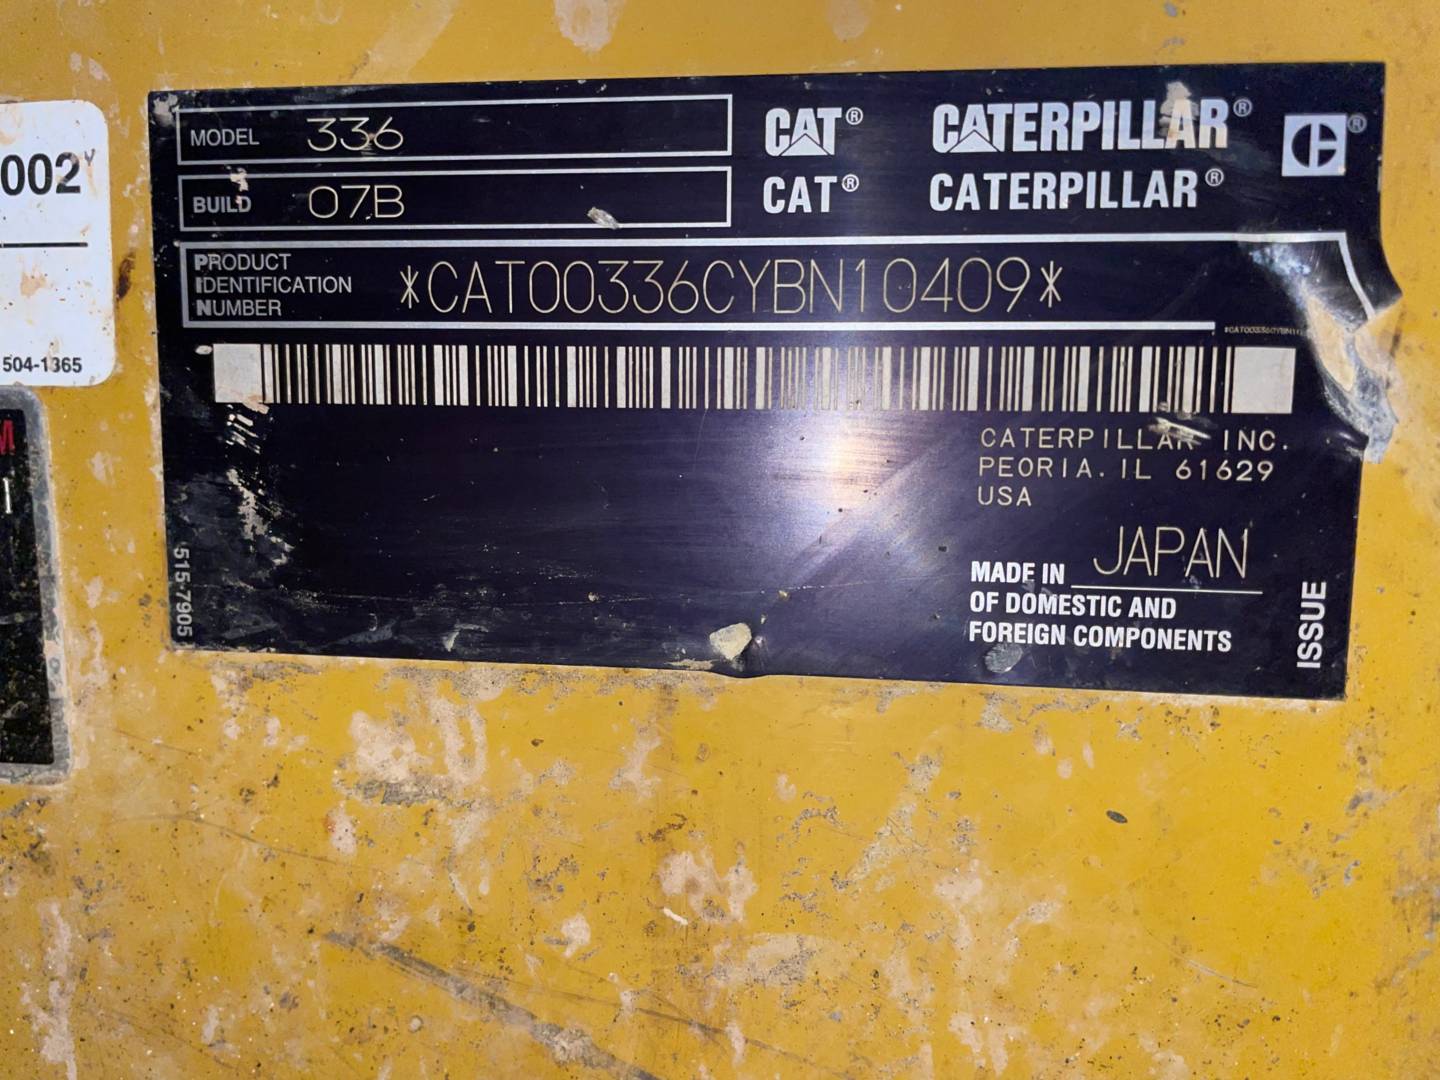 002
504-1365
MODEL 336
BUILD 07B
CAT® CATERPILLAR®
CAT® CATERPILLAR®
PRODUCT
IDENTIFICATION
NUMBER
*CAT00336CYBN10409*
CATERPILLAR INC.
PEORIA. IL 61629
USA
MADE IN JAPAN
OF DOMESTIC AND
FOREIGN COMPONENTS
ISSUE
515-7905